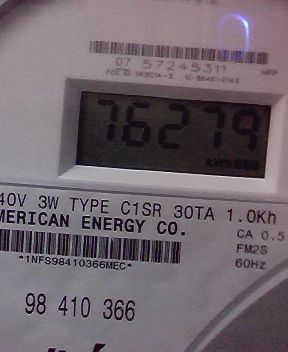 07 57245311
76279
40V 3W TYPE C1SR 30TA 1.0Kh
MERICAN ENERGY CO.
CA 0.5
FM2S
60Hz
*1NFS98410366MEC*
98 410 366